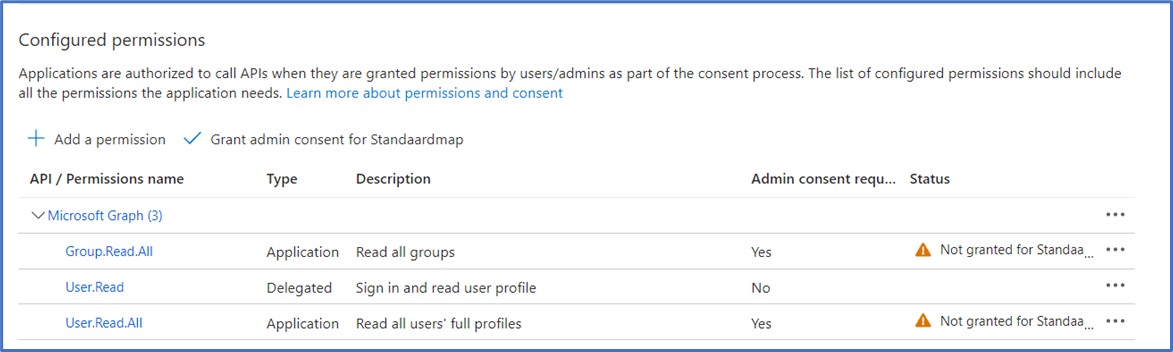 Configured permissions
Applications are authorized to call APIs when they are granted permissions by users/admins as part of the consent process. The list of configured permissions should include
all the permissions the application needs. Learn more about permissions and consent
Add a permission Grant admin consent for Standaardmap
API / Permissions name Type Description Admin consent requ... Status
Microsoft Graph (3)
Group.Read.All Application Read all groups Yes Not granted for Standaa...
User.Read Delegated Sign in and read user profile No
User.Read.All Application Read all users' full profiles Yes Not granted for Standaa...